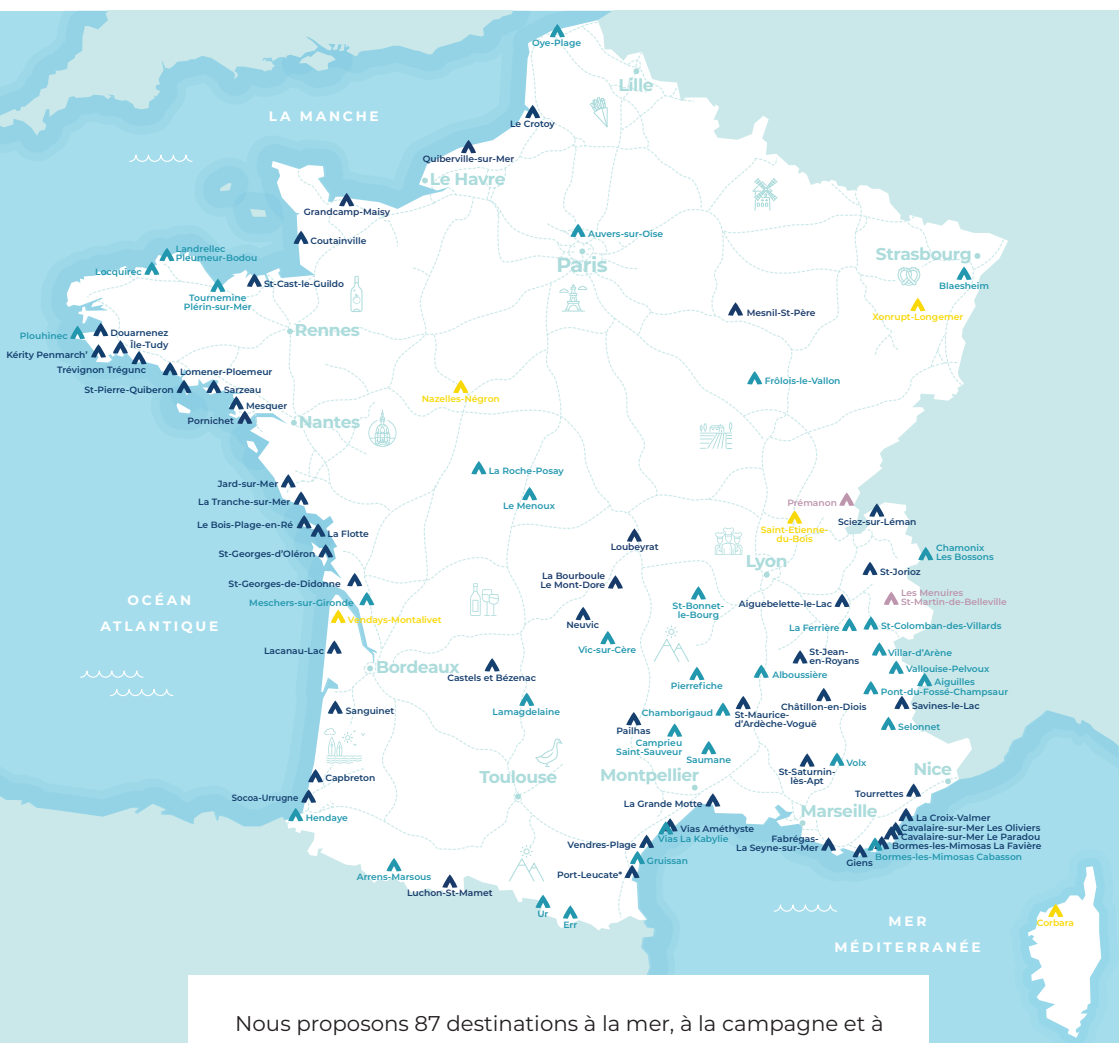 Oye-Plage
Lille
LA MANCHE
Le Crotoy
Quiberville-sur-Mer
Le Havre
Grandcamp-Maisy
Auvers-sur-Oise
Coutainville
Landrellec
Pleumeur-Bodou
Strasbourg
Paris
Locquirec
St-Cast-le-Guildo
Blaesheim
Tournemine
Plérin-sur-Mer
Mesnil-St-Père
Xonrupt-Longemer
Rennes
Plouhinec
Douarnenez
Île-Tudy
Kérity Penmarch'
Trévignon Trégunc
Lomener-Ploemeur
Frôlois-le-Vallon
St-Pierre-Quiberon
Sarzeau
Nazelles-Négron
Mesquer
Pornichet
Nantes
La Roche-Posay
Jard-sur-Mer
La Tranche-sur-Mer
Le Menoux
Prémanon
Le Bois-Plage-en-Ré
La Flotte
Saint-Etienne-
du-Bois
Sciez-sur-Léman
Loubeyrat
St-Georges-d'Oléron
Chamonix
Les Bossons
Lyon
St-Jorioz
La Bourboule
Le Mont-Dore
St-Georges-de-Didonne
Meschers-sur-Gironde
OCÉAN
ATLANTIQUE
St-Bonnet-
le-Bourg
Aiguebelette-le-Lac
Les Menuires
St-Martin-de-Belleville
Vendays-Montalivet
Neuvic
La Ferrière
St-Colomban-des-Villards
Lacanau-Lac
Vic-sur-Cère
St-Jean-
en-Royans
Villar-d'Arène
Bordeaux
Castels et Bézenac
Vallouise-Pelvoux
Alboussière
Aiguilles
Pierrefiche
Pont-du-Fossé-Champsaur
Sanguinet
Lamagdelaine
Chamborigaud
St-Maurice-
d'Ardèche-Voguë
Châtillon-en-Diois
Savines-le-Lac
Pailhas
Selonnet
Camprieu
Saint-Sauveur
Saumane
Volx
St-Saturnin-
lès-Apt
Nice
Capbreton
Toulouse
Montpellier
Socoa-Urrugne
Tourrettes
La Grande Motte
Marseille
Hendaye
La Croix-Valmer
Vias Améthyste
Vias La Kabylie
Cavalaire-sur-Mer Les Oliviers
Cavalaire-sur-Mer Le Paradou
Vendres-Plage
Fabrégas-
La Seyne-sur-Mer
Bormes-les-Mimosas La Favière
Giens
Bormes-les-Mimosas Cabasson
Gruissan
Arrens-Marsous
Port-Leucate*
Luchon-St-Mamet
Ur
Err
MER
MÉDITERRANÉE
Corbara
Nous proposons 87 destinations à la mer, à la campagne et à